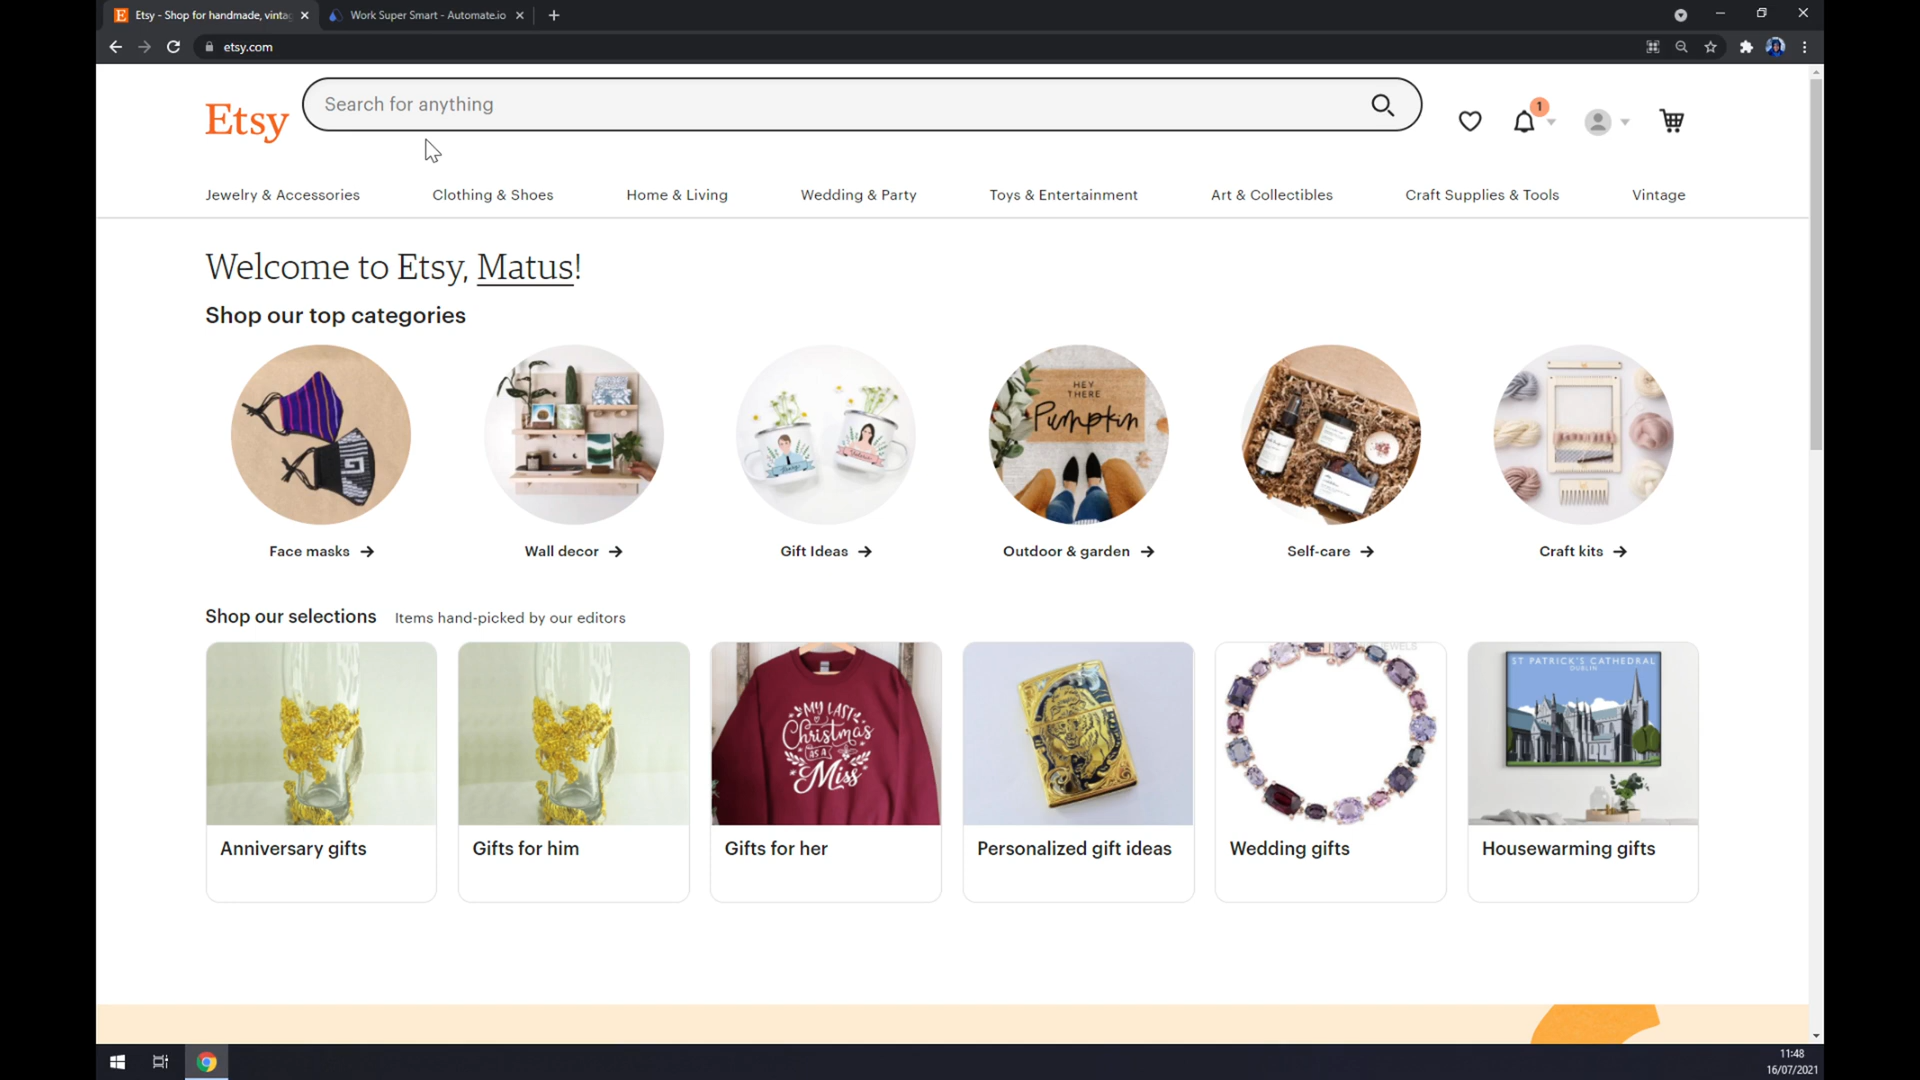 Etsy - Shop for handmade, vinta
Work Super Smart - Automate.io
etsy.com
Etsy
Search for anything
1
Jewelry & Accessories
Clothing & Shoes
Home & Living
Wedding & Party
Toys & Entertainment
Art & Collectibles
Craft Supplies & Tools
Vintage
Welcome to Etsy, Matus!
Shop our top categories
HEY
THERE
Pumpkin
Face masks →
Wall decor →
Gift Ideas →
Outdoor & garden →
Self-care →
Craft kits →
Shop our selections Items hand-picked by our editors
MY LAST
Christmas
AS A
Miss
EWELS
ST PATRICK'S CATHEDRAL
DUBLIN
Anniversary gifts
Gifts for him
Gifts for her
Personalized gift ideas
Wedding gifts
Housewarming gifts
11:48
16/07/2021